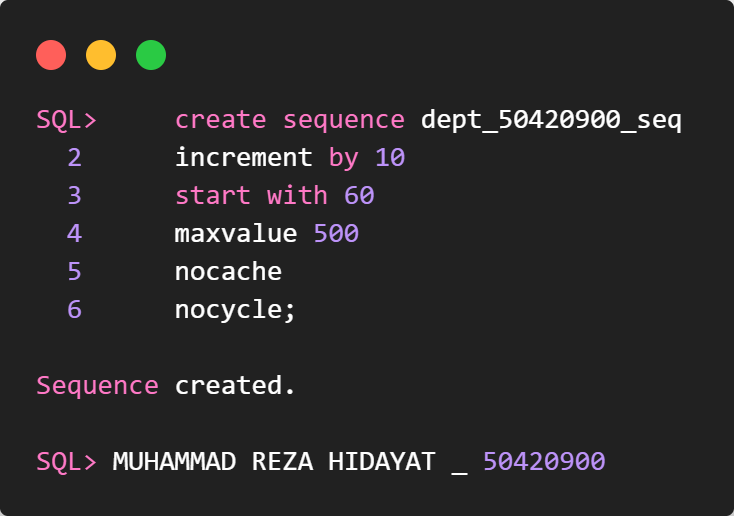 SQL>     create sequence dept_50420900_seq
  2      increment by 10
  3      start with 60
  4      maxvalue 500
  5      nocache
  6      nocycle;
Sequence created.
SQL> MUHAMMAD REZA HIDAYAT _ 50420900